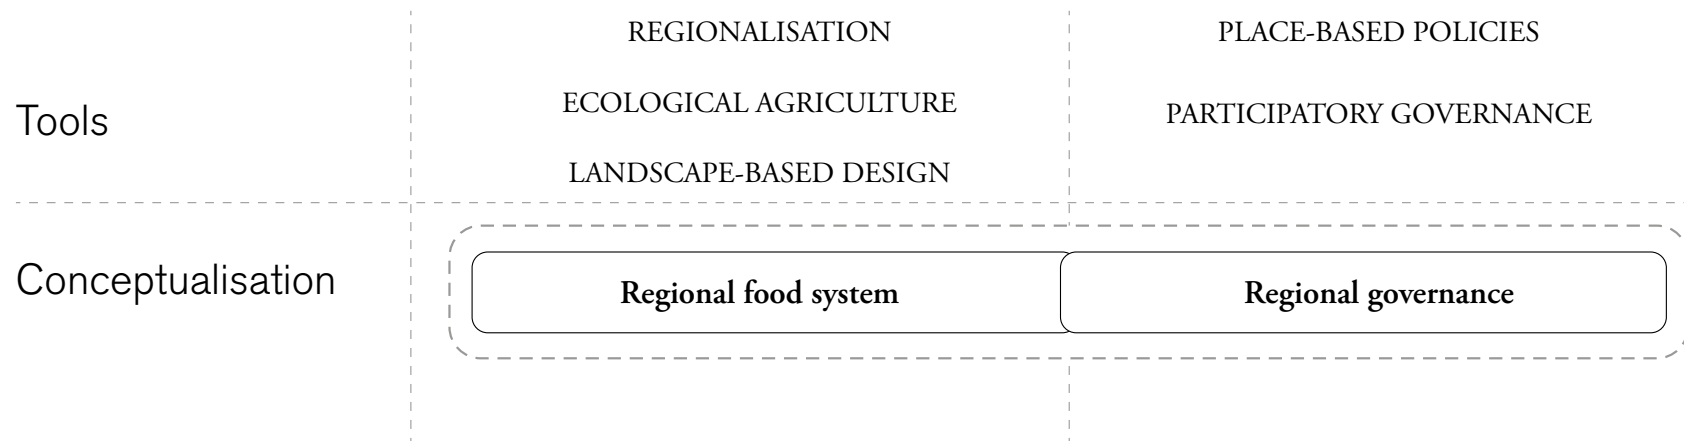 REGIONALISATION
PLACE-BASED POLICIES
Tools
ECOLOGICAL AGRICULTURE
PARTICIPATORY GOVERNANCE
LANDSCAPE-BASED DESIGN
Conceptualisation
Regional food system
Regional governance